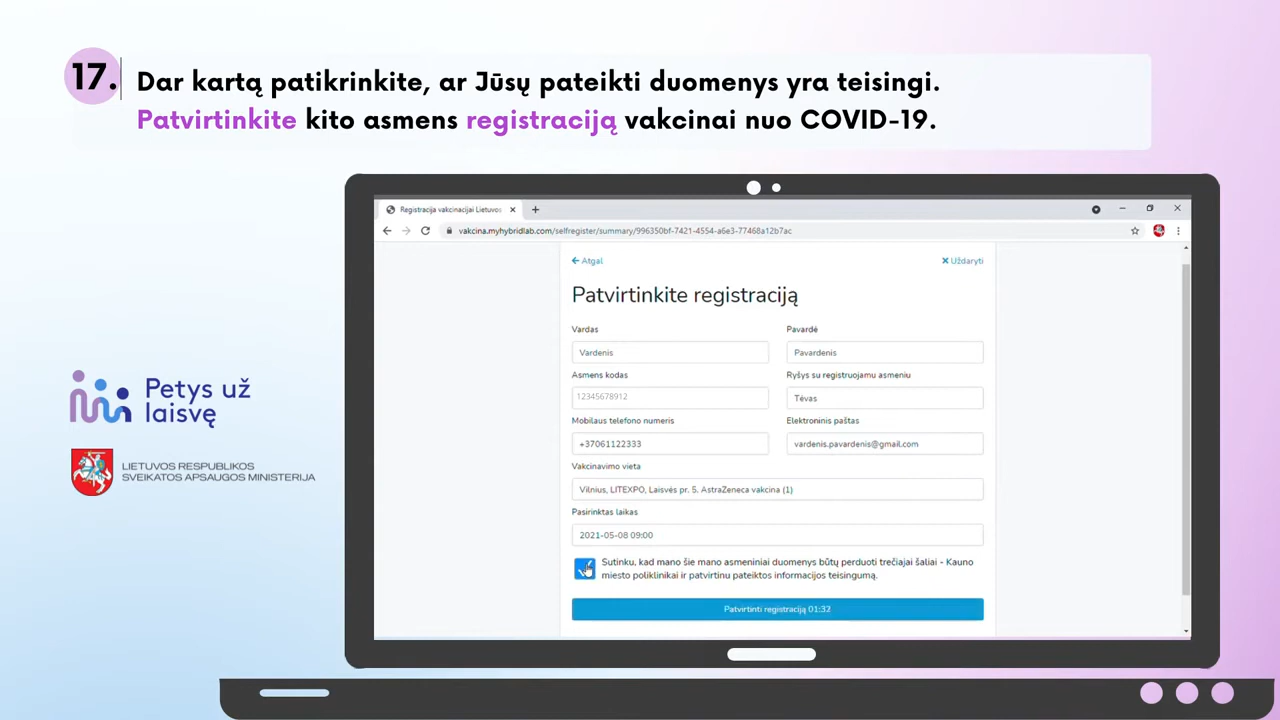 17.
Dar kartą patikrinkite, ar Jūsų pateikti duomenys yra teisingi.
Patvirtinkite kito asmens registraciją vakcinai nuo COVID-19.
Registracija vakcinacijai Lietuvos
vakcina.myhybridlab.com/selfregister/summary/996350bf-7421-4554-a6e3-77468a12b7ac
Atgal
Uždaryti
Patvirtinkite registraciją
Vardas
Pavardė
Vardenis
Pavardenis
Asmens kodas
Ryšys su registruojamu asmeniu
12345678912
Tėvas
Mobilaus telefono numeris
Elektroninis paštas
+37061122333
vardenis.pavardenis@gmail.com
Vakcinavimo vieta
Vilnius, LITEXPO, Laisvės pr. 5. AstraZeneca vakcina (1)
Pasirinktas laikas
2021-05-08 09:00
Sutinku, kad mano šie mano asmeniniai duomenys būtų perduoti trečiajai šaliai - Kauno
miesto poliklinikai ir patvirtinu pateiktos informacijos teisingumą.
Patvirtinti registraciją 01:32
Petys už
laisvę
LIETUVOS RESPUBLIKOS
SVEIKATOS APSAUGOS MINISTERIJA